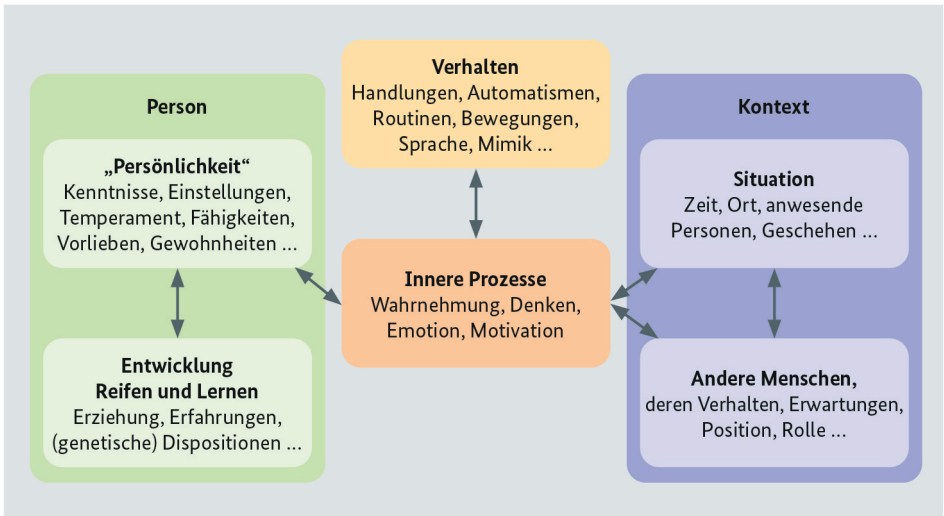 Person
„Persönlichkeit“
Kenntnisse, Einstellungen,
Temperament, Fähigkeiten,
Vorlieben, Gewohnheiten ...
Entwicklung
Reifen und Lernen
Erziehung, Erfahrungen,
(genetische) Dispositionen ...
Verhalten
Handlungen, Automatismen,
Routinen, Bewegungen,
Sprache, Mimik ...
Innere Prozesse
Wahrnehmung, Denken,
Emotion, Motivation
Kontext
Situation
Zeit, Ort, anwesende
Personen, Geschehen ...
Andere Menschen,
deren Verhalten, Erwartungen,
Position, Rolle ...